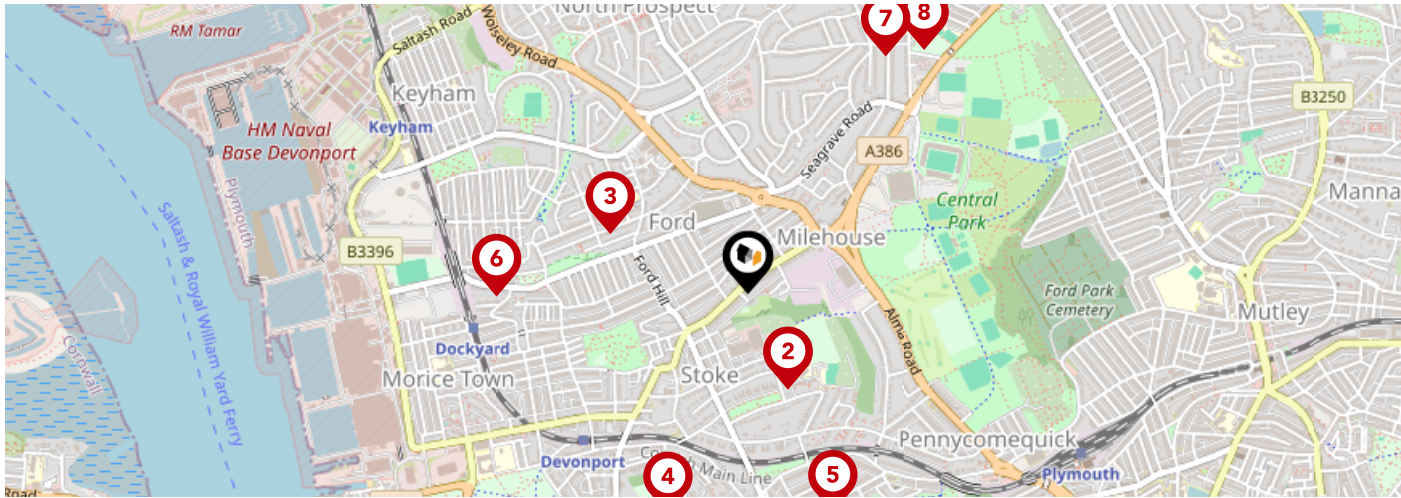 North Prospect
7
8
RM Tamar
Saltash Road
Wolseley Road
Keyham
B3250
Keyham
HM Naval
Base Devonport
Seagrave Road
A386
Plymouth
3
Central
Park
Manna
Saltash & Royal William Yard Ferry
Ford
Milehouse
B3396
6
Ford Hill
Ford Park
Cemetery
Mutley
Alma Road
Cornwall
Dockyard
2
Morice Town
Stoke
Pennycomequick
Devonport
Main Line
Plymouth
4
5
Road